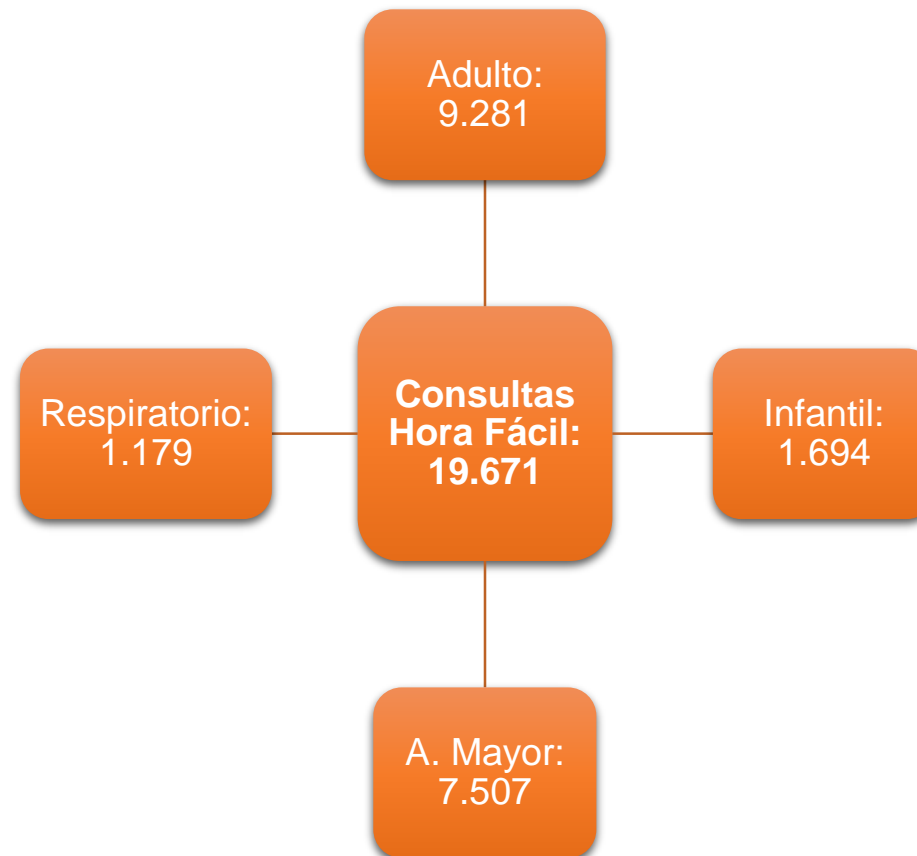 Adulto:
9.281
Respiratorio:
1.179
Consultas
Hora Fácil:
19.671
Infantil:
1.694
A. Mayor:
7.507